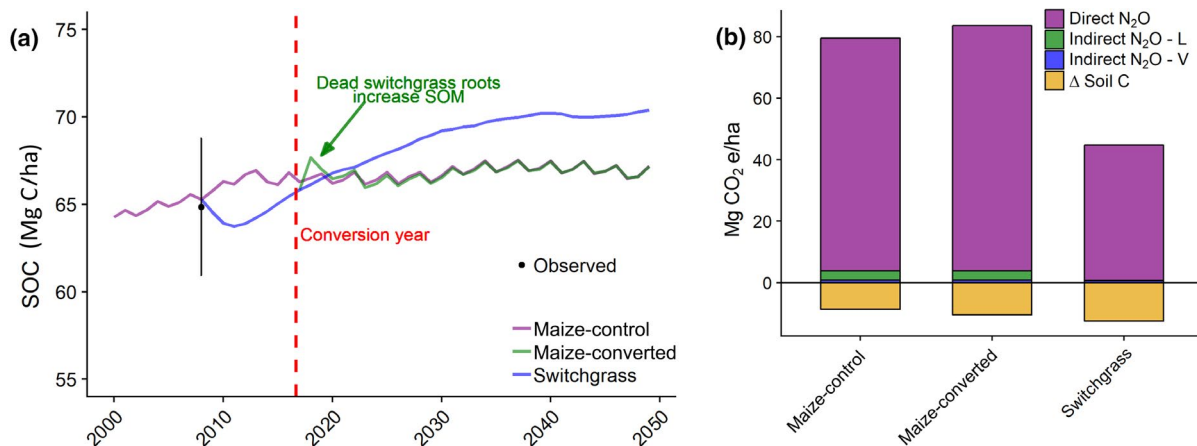 (a)
SOC (Mg C/ha)
75
70
65
60
55
Dead switchgrass roots
increase SOM
Conversion year
Observed
Maize-control
Maize-converted
Switchgrass
2000
2010
2020
2030
2040
2050
(b)
Mg CO₂ e/ha
80
60
40
20
0
Direct N₂O
Indirect N₂O - L
Indirect N₂O - V
Δ Soil C
Maize-control
Maize-converted
Switchgrass